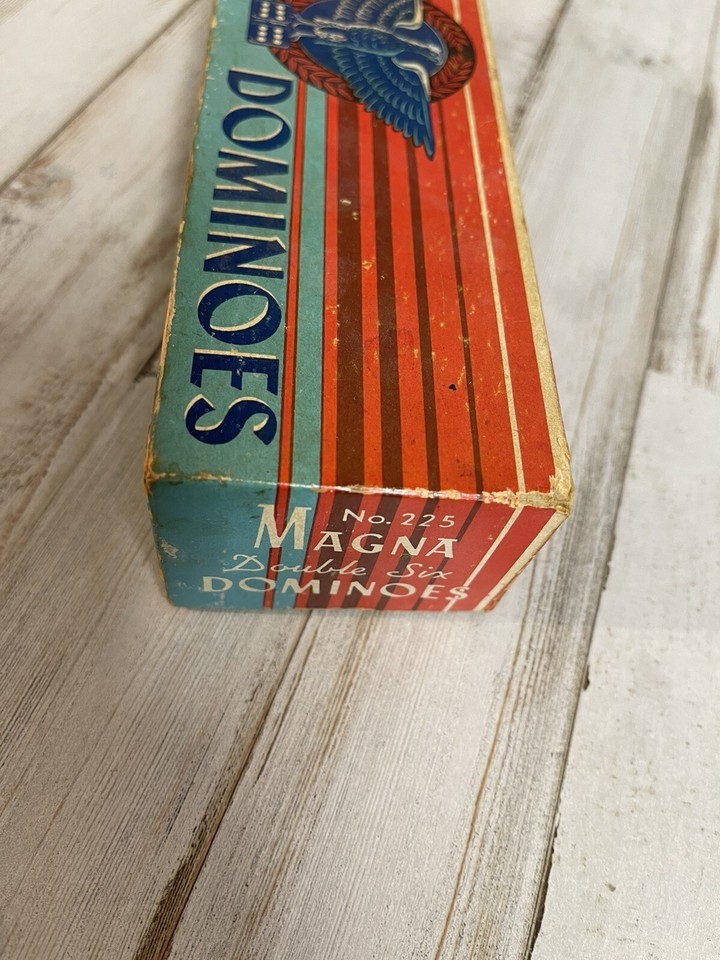 DOMINOES
No. 225
MAGNA
Double Six
DOMINOES